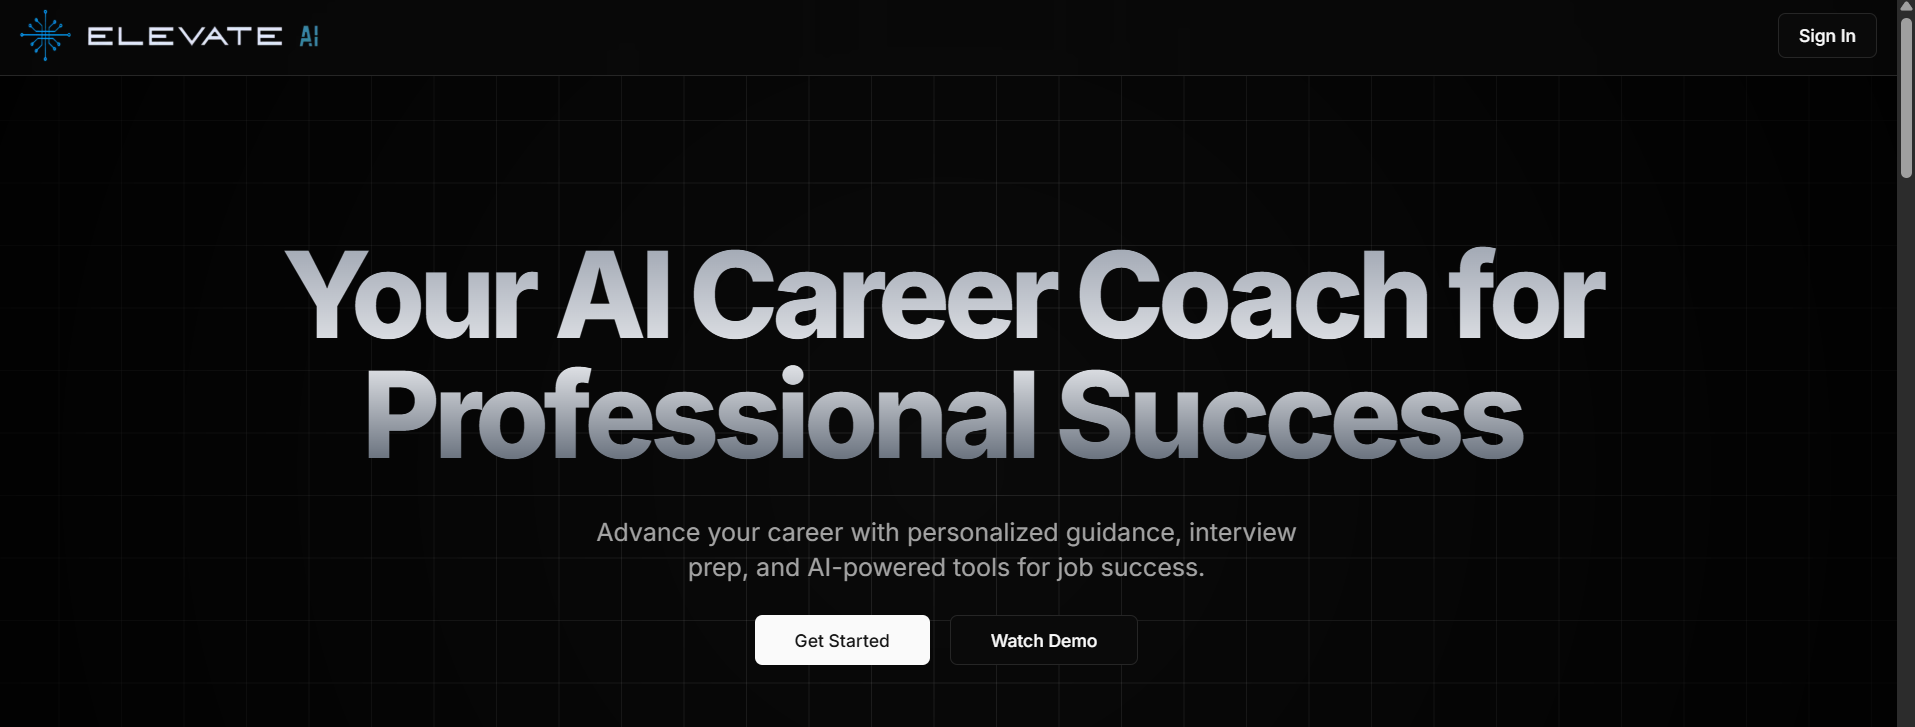 ELEVATE AI
Sign In
Your AI Career Coach for
Professional Success
Advance your career with personalized guidance, interview
prep, and AI-powered tools for job success.
Get Started
Watch Demo